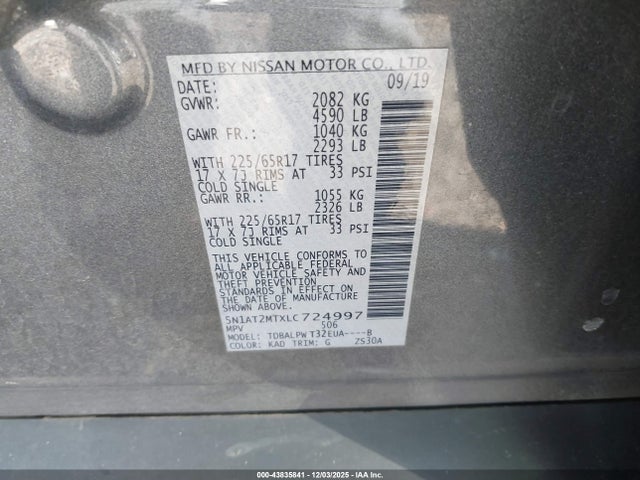 MFD BY NISSAN MOTOR CO., LTD.
DATE: 09/19
GVWR: 2082 KG
4590 LB
GAWR FR.: 1040 KG
2293 LB
WITH 225/65R17 TIRES
17 X 7J RIMS AT 33 PSI
COLD SINGLE
GAWR RR.: 1055 KG
2326 LB
WITH 225/65R17 TIRES
17 X 7J RIMS AT 33 PSI
COLD SINGLE
THIS VEHICLE CONFORMS TO
ALL APPLICABLE FEDERAL
MOTOR VEHICLE SAFETY AND
THEFT PREVENTION
STANDARDS IN EFFECT ON
THE DATE OF MANUFACTURE
SHOWN ABOVE.
5N1AT2MTXLC724997
MPV 506
MODEL: TDBALPWT32EUA----B
COLOR: KAD TRIM: G ZS30A
000-43835841 - 12/03/2025 - IAA Inc.